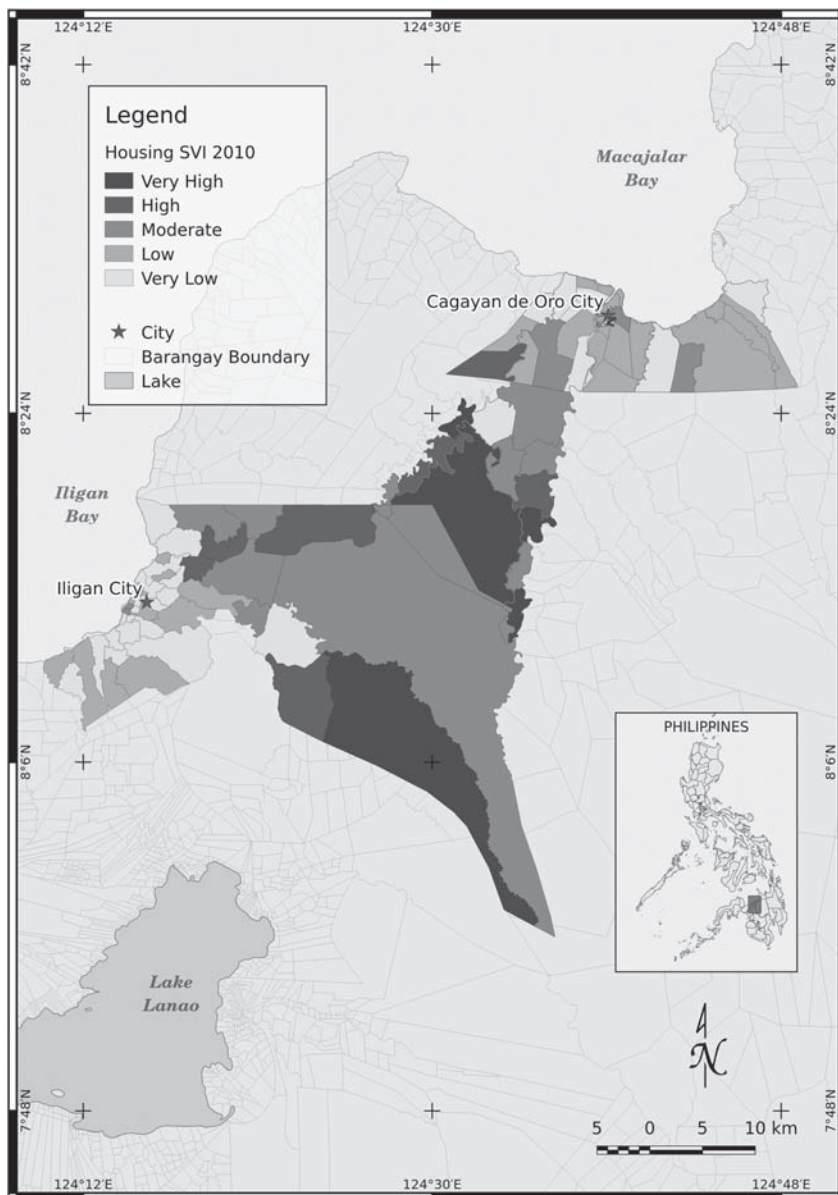 124°12′E
124°30′E
124°48′E
8°42′N
8°42′N
Legend
Housing SVI 2010
Very High
High
Moderate
Low
Very Low
City
Barangay Boundary
Lake
Macajalar
Bay
Cagayan de Oro City
8°24′N
8°24′N
Iligan
Bay
Iligan City
8°6′N
8°6′N
PHILIPPINES
Lake
Lanao
N
7°48′N
7°48′N
5 0 5 10 km
124°12′E
124°30′E
124°48′E